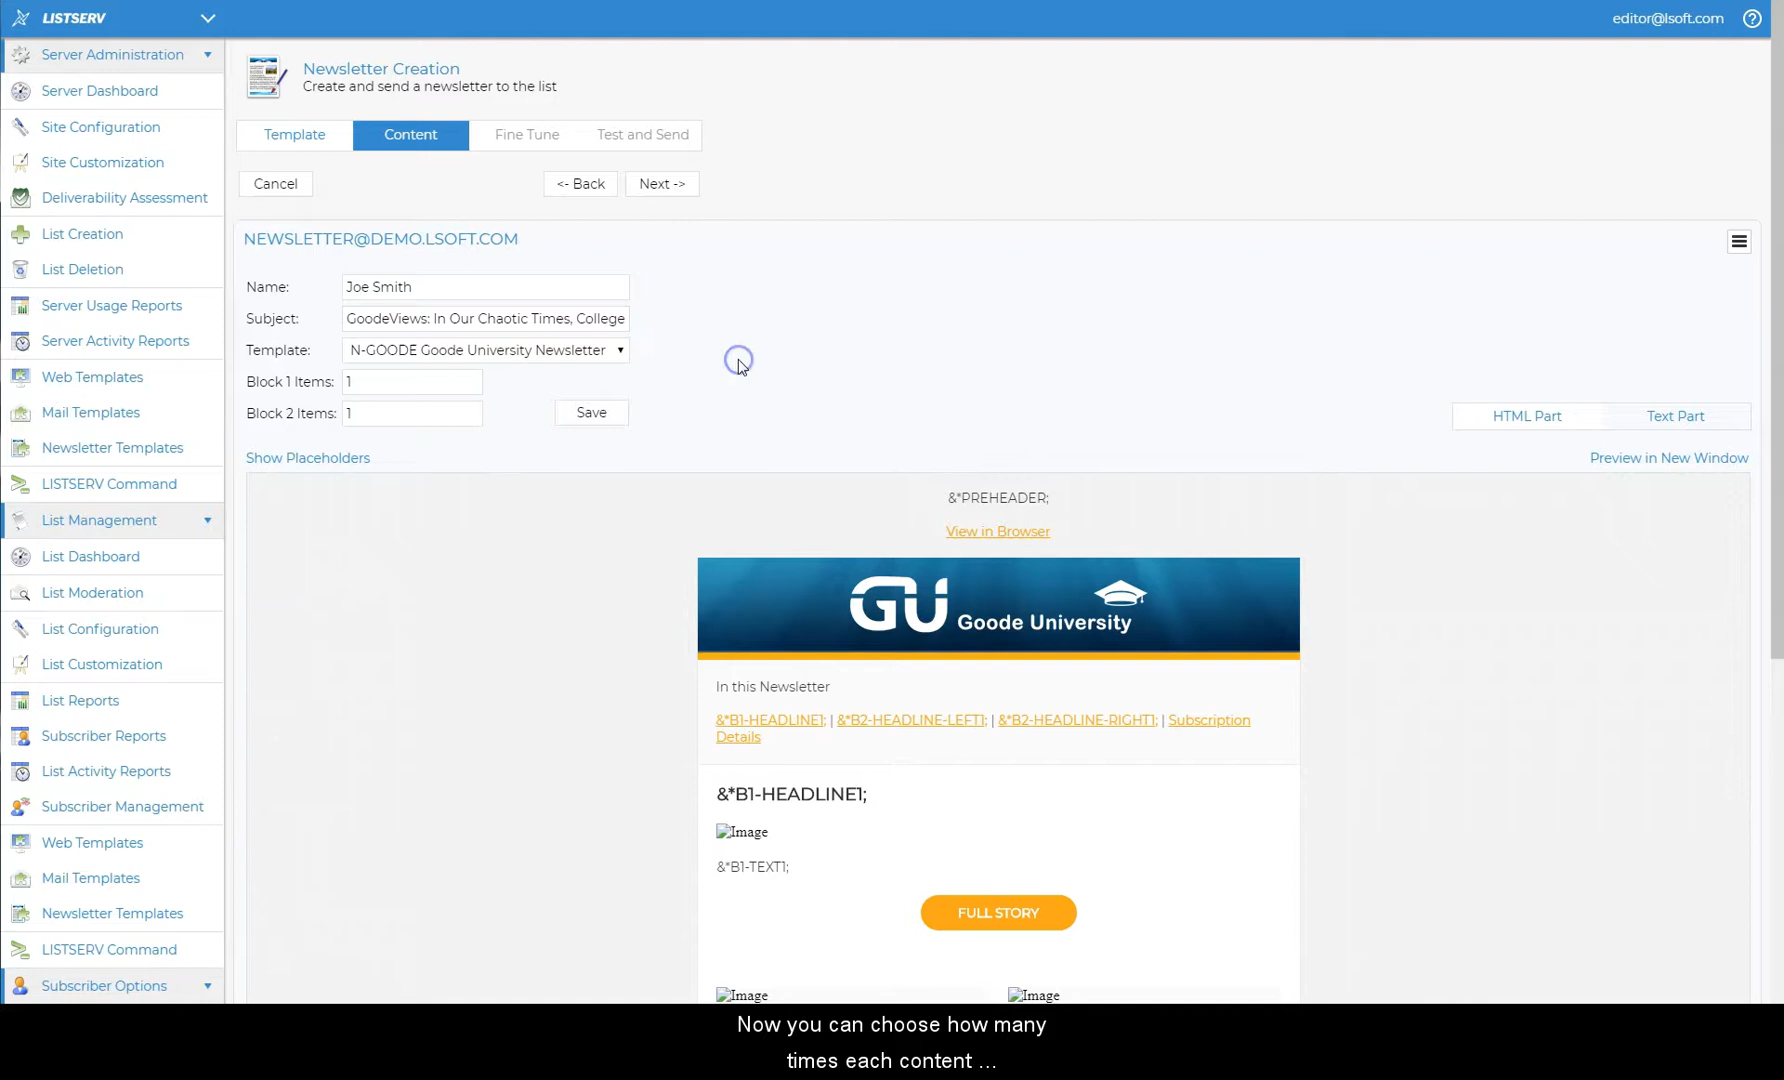 LISTSERV
editor@lsoft.com
Server Administration
Server Dashboard
Site Configuration
Site Customization
Deliverability Assessment
List Creation
List Deletion
Server Usage Reports
Server Activity Reports
Web Templates
Mail Templates
Newsletter Templates
LISTSERV Command
List Management
List Dashboard
List Moderation
List Configuration
List Customization
List Reports
Subscriber Reports
List Activity Reports
Subscriber Management
Web Templates
Mail Templates
Newsletter Templates
LISTSERV Command
Subscriber Options
Newsletter Creation
Create and send a newsletter to the list
Template Content Fine Tune Test and Send
Cancel <- Back Next ->
NEWSLETTER@DEMO.LSOFT.COM
Name: Joe Smith
Subject: GoodeViews: In Our Chaotic Times, College
Template: N-GOODE Goode University Newsletter
Block 1 Items: 1
Block 2 Items: 1 Save
HTML Part Text Part
Show Placeholders Preview in New Window
&*PREHEADER;
View in Browser
GU Goode University
In this Newsletter
&*B1-HEADLINE1; | &*B2-HEADLINE-LEFT1; | &*B2-HEADLINE-RIGHT1; | Subscription
Details
&*B1-HEADLINE1;
Image
&*B1-TEXT1;
FULL STORY
Image Image
Now you can choose how many
times each content ...